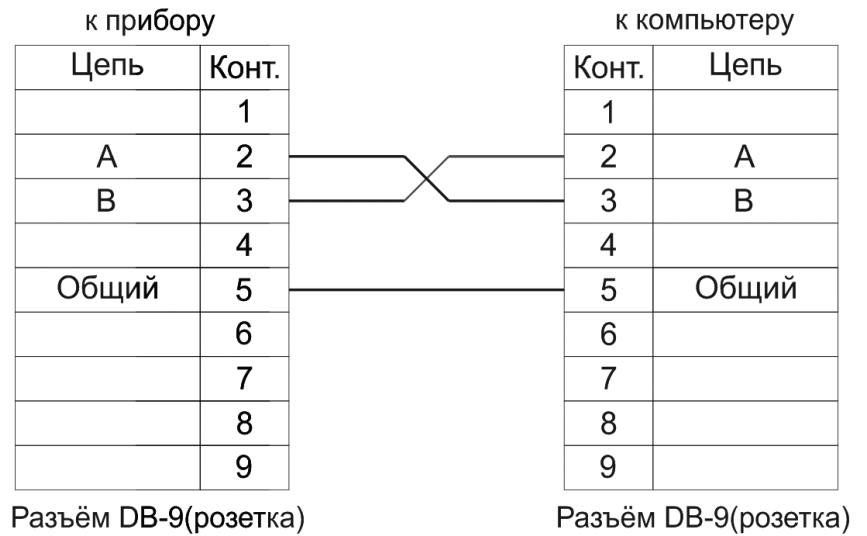 к прибору к компьютеру
Цепь Конт. Конт. Цепь
1 1
А 2 2 А
В 3 3 В
4 4
Общий 5 5 Общий
6 6
7 7
8 8
9 9
Разъём DB-9(розетка) Разъём DB-9(розетка)